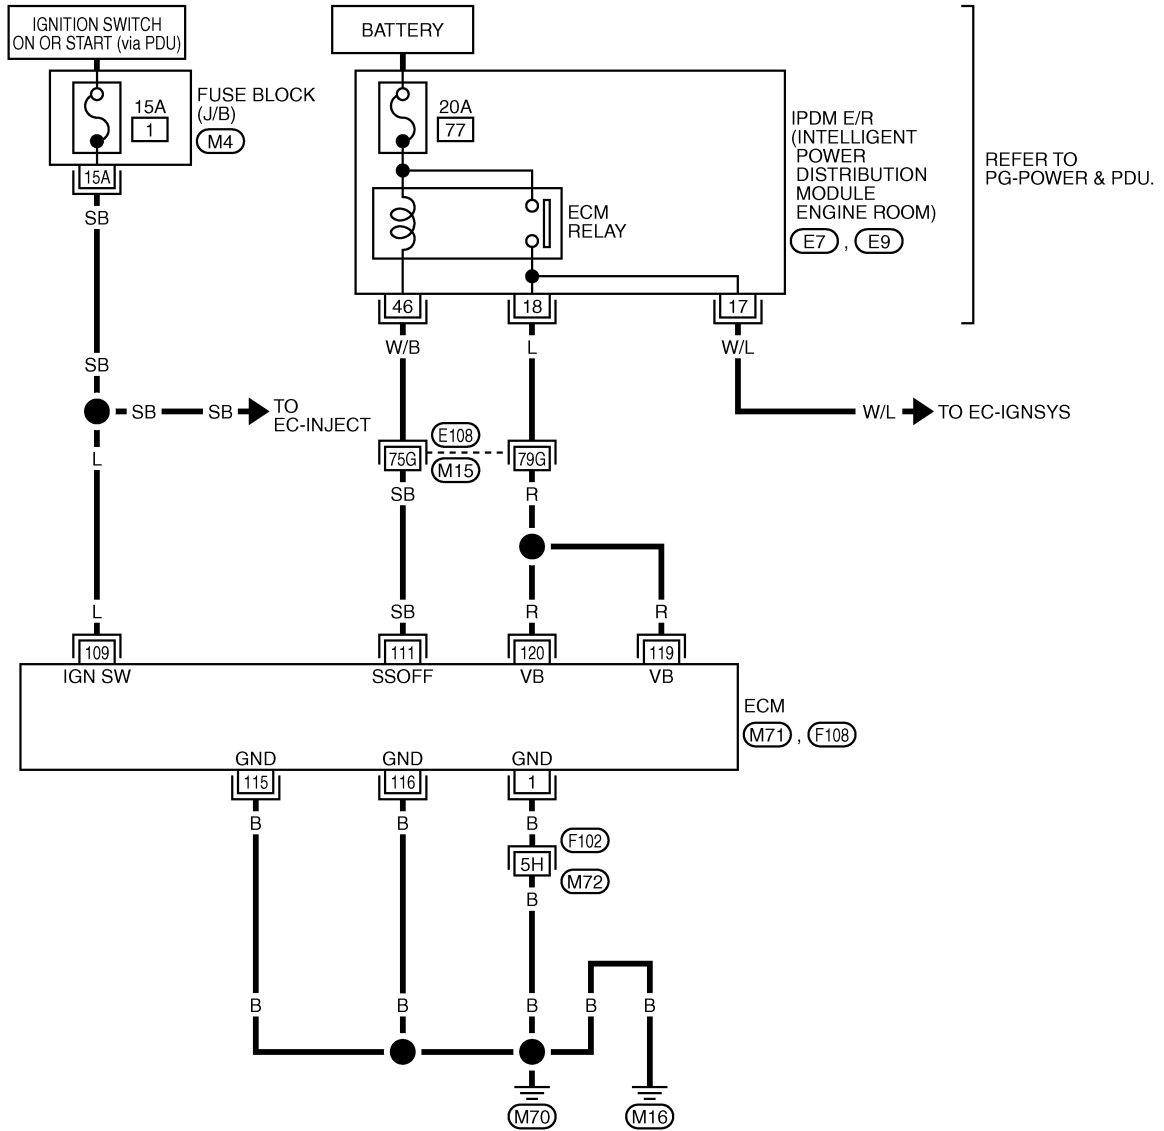 IGNITION SWITCH
ON OR START (via PDU)
BATTERY
15A
1
FUSE BLOCK
(J/B)
M4
20A
77
IPDM E/R
(INTELLIGENT
POWER
DISTRIBUTION
MODULE
ENGINE ROOM)
E7 , E9
REFER TO
PG-POWER & PDU.
15A
ECM
RELAY
SB
46
18
17
W/B
L
W/L
SB
SB
SB
TO
EC-INJECT
W/L
TO EC-IGNSYS
L
E108
75G
79G
M15
SB
R
L
SB
R
R
109
111
120
119
IGN SW
SSOFF
VB
VB
ECM
M71 , F108
GND
GND
GND
115
116
1
B
B
B
F102
5H
M72
B
B
B
B
B
B
M70
M16